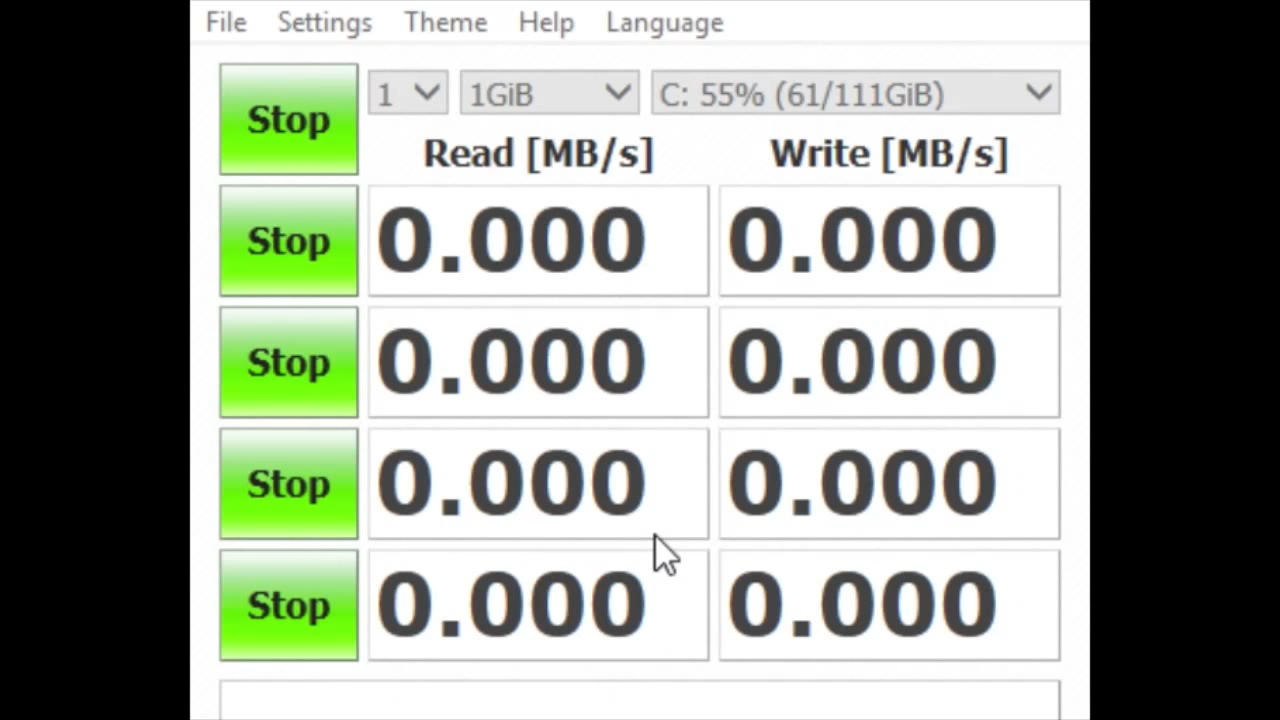 File Settings Theme Help Language
Stop 1 1GiB C: 55% (61/111GiB)
Read [MB/s] Write [MB/s]
Stop 0.000 0.000
Stop 0.000 0.000
Stop 0.000 0.000
Stop 0.000 0.000